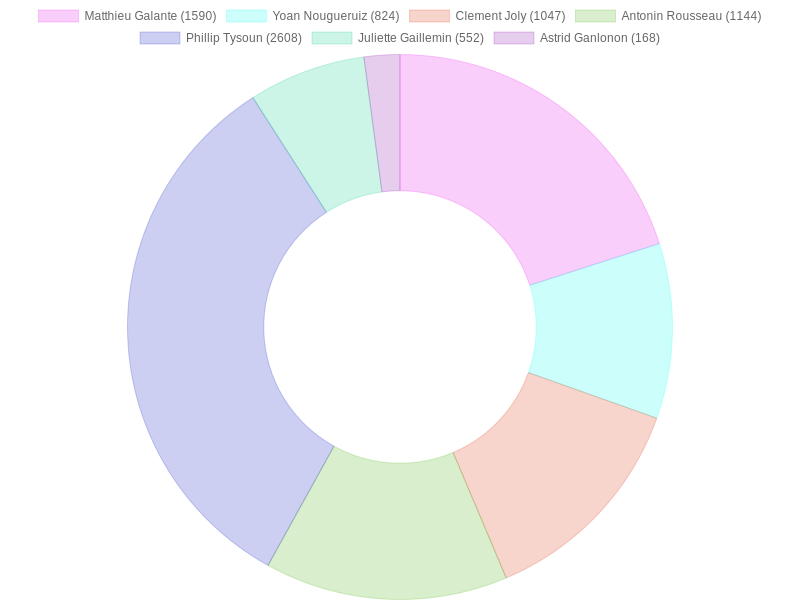 Matthieu Galante (1590) Yoan Nougueruiz (824) Clement Joly (1047) Antonin Rousseau (1144)
Phillip Tysoun (2608) Juliette Gaillemin (552) Astrid Ganlonon (168)